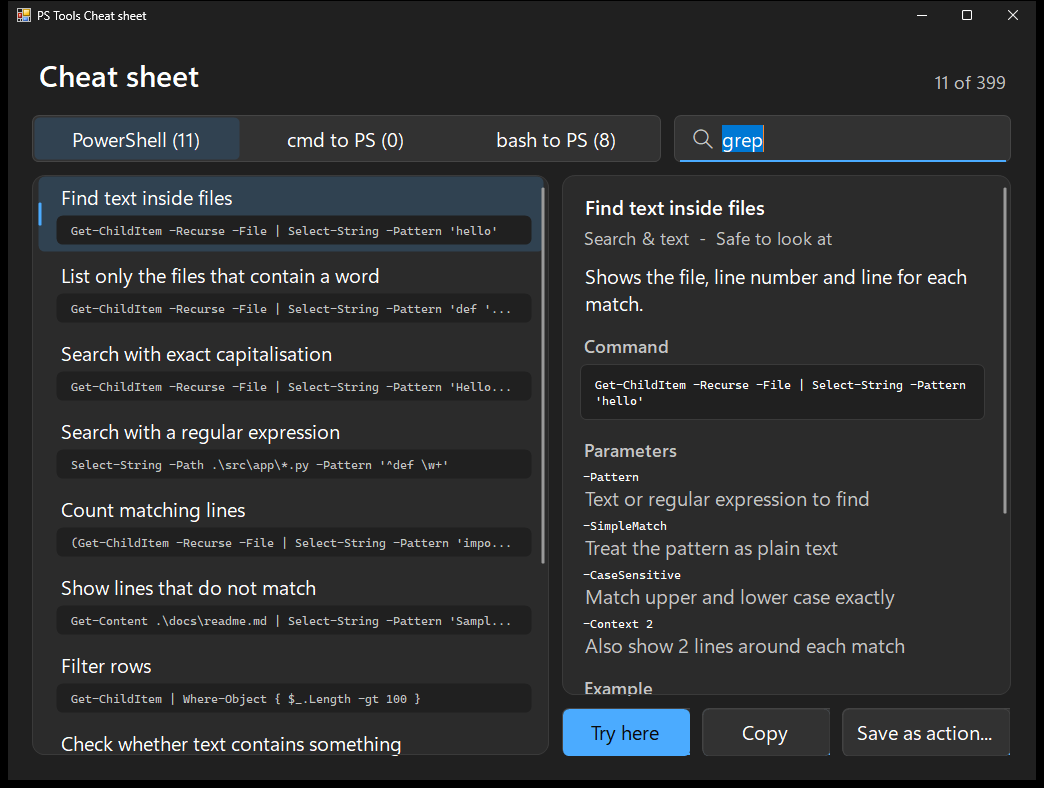 PS Tools Cheat sheet
Cheat sheet
11 of 399
PowerShell (11)
cmd to PS (0)
bash to PS (8)
grep
Find text inside files
Get-ChildItem -Recurse -File | Select-String -Pattern 'hello'
List only the files that contain a word
Get-ChildItem -Recurse -File | Select-String -Pattern 'def '...
Search with exact capitalisation
Get-ChildItem -Recurse -File | Select-String -Pattern 'Hello...
Search with a regular expression
Select-String -Path .\src\app\*.py -Pattern '^def \w+'
Count matching lines
(Get-ChildItem -Recurse -File | Select-String -Pattern 'impo...
Show lines that do not match
Get-Content .\docs\readme.md | Select-String -Pattern 'Sampl...
Filter rows
Get-ChildItem | Where-Object { $_.Length -gt 100 }
Check whether text contains something
Find text inside files
Search & text - Safe to look at
Shows the file, line number and line for each
match.
Command
Get-ChildItem -Recurse -File | Select-String -Pattern
'hello'
Parameters
-Pattern
Text or regular expression to find
-SimpleMatch
Treat the pattern as plain text
-CaseSensitive
Match upper and lower case exactly
-Context 2
Also show 2 lines around each match
Example
Try here
Copy
Save as action...